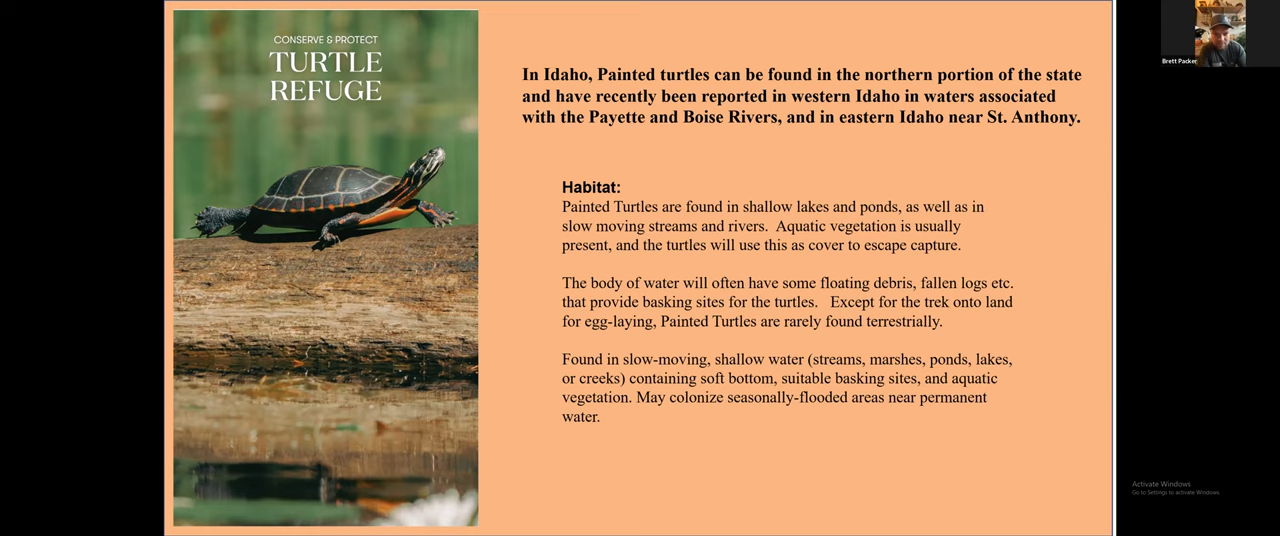 CONSERVE & PROTECT
TURTLE
REFUGE
In Idaho, Painted turtles can be found in the northern portion of the state
and have recently been reported in western Idaho in waters associated
with the Payette and Boise Rivers, and in eastern Idaho near St. Anthony.
Habitat:
Painted Turtles are found in shallow lakes and ponds, as well as in
slow moving streams and rivers.  Aquatic vegetation is usually
present, and the turtles will use this as cover to escape capture.
The body of water will often have some floating debris, fallen logs etc.
that provide basking sites for the turtles.   Except for the trek onto land
for egg-laying, Painted Turtles are rarely found terrestrially.
Found in slow-moving, shallow water (streams, marshes, ponds, lakes,
or creeks) containing soft bottom, suitable basking sites, and aquatic
vegetation. May colonize seasonally-flooded areas near permanent
water.
Brett Packer
Activate Windows
Go to Settings to activate Windows.